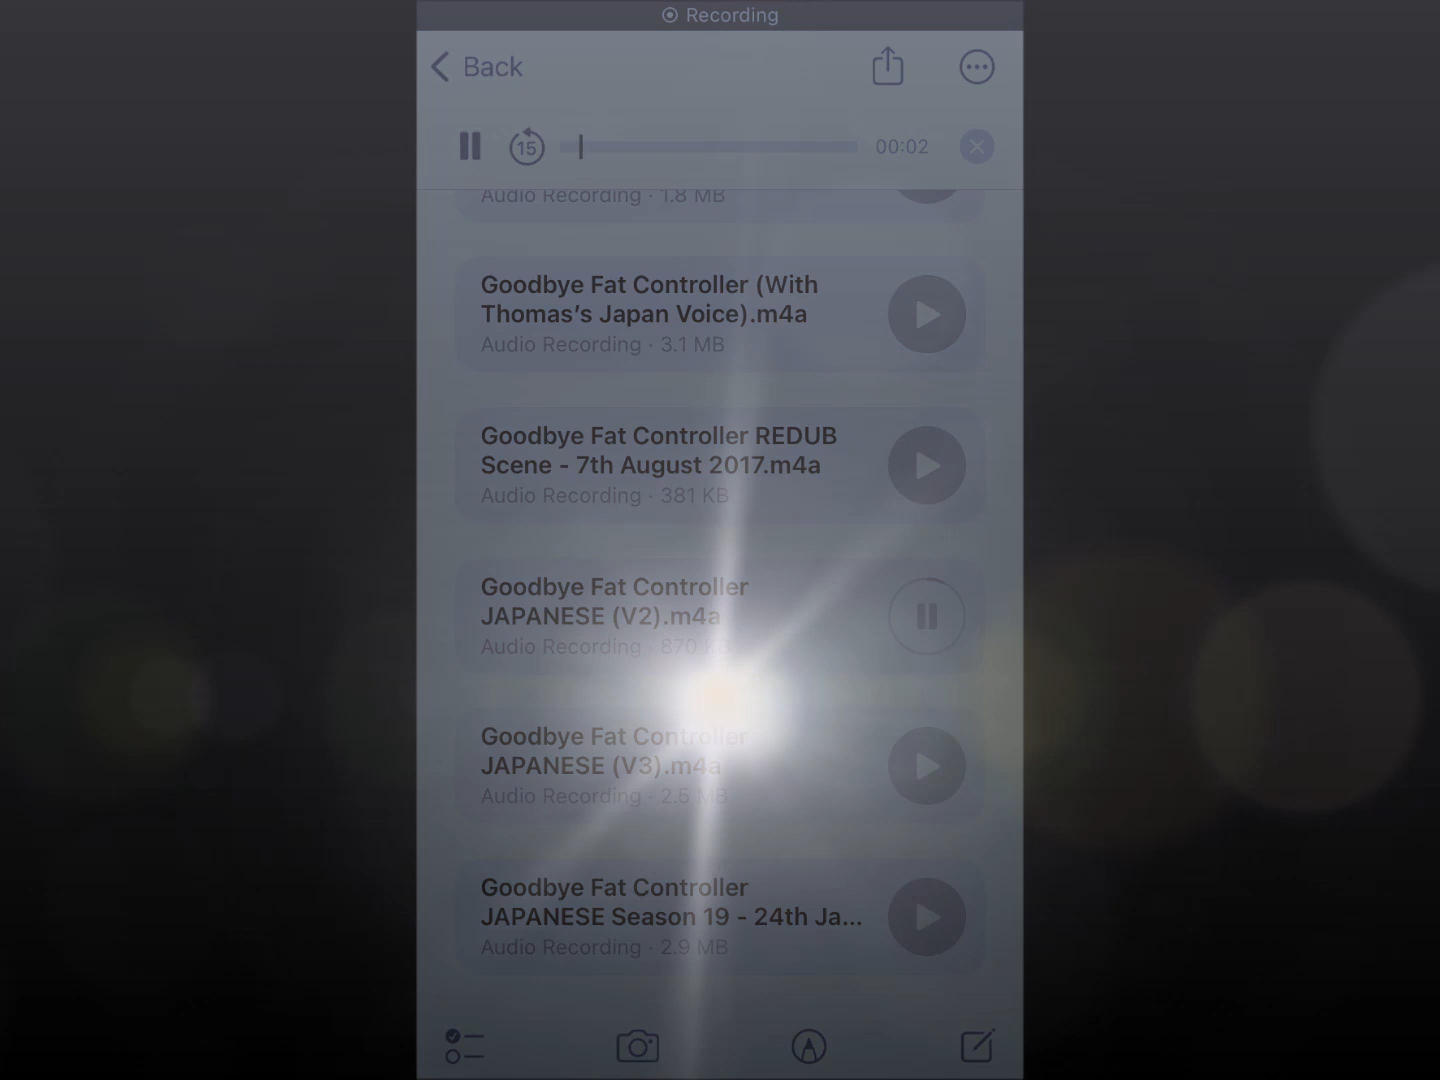 Recording
Back
15
00:02
Audio Recording · 1.8 MB
Goodbye Fat Controller (With
Thomas’s Japan Voice).m4a
Audio Recording · 3.1 MB
Goodbye Fat Controller REDUB
Scene - 7th August 2017.m4a
Audio Recording · 381 KB
Goodbye Fat Controller
JAPANESE (V2).m4a
Audio Recording · 870 KB
Goodbye Fat Controller
JAPANESE (V3).m4a
Audio Recording · 2.5 MB
Goodbye Fat Controller
JAPANESE Season 19 - 24th Ja...
Audio Recording · 2.9 MB